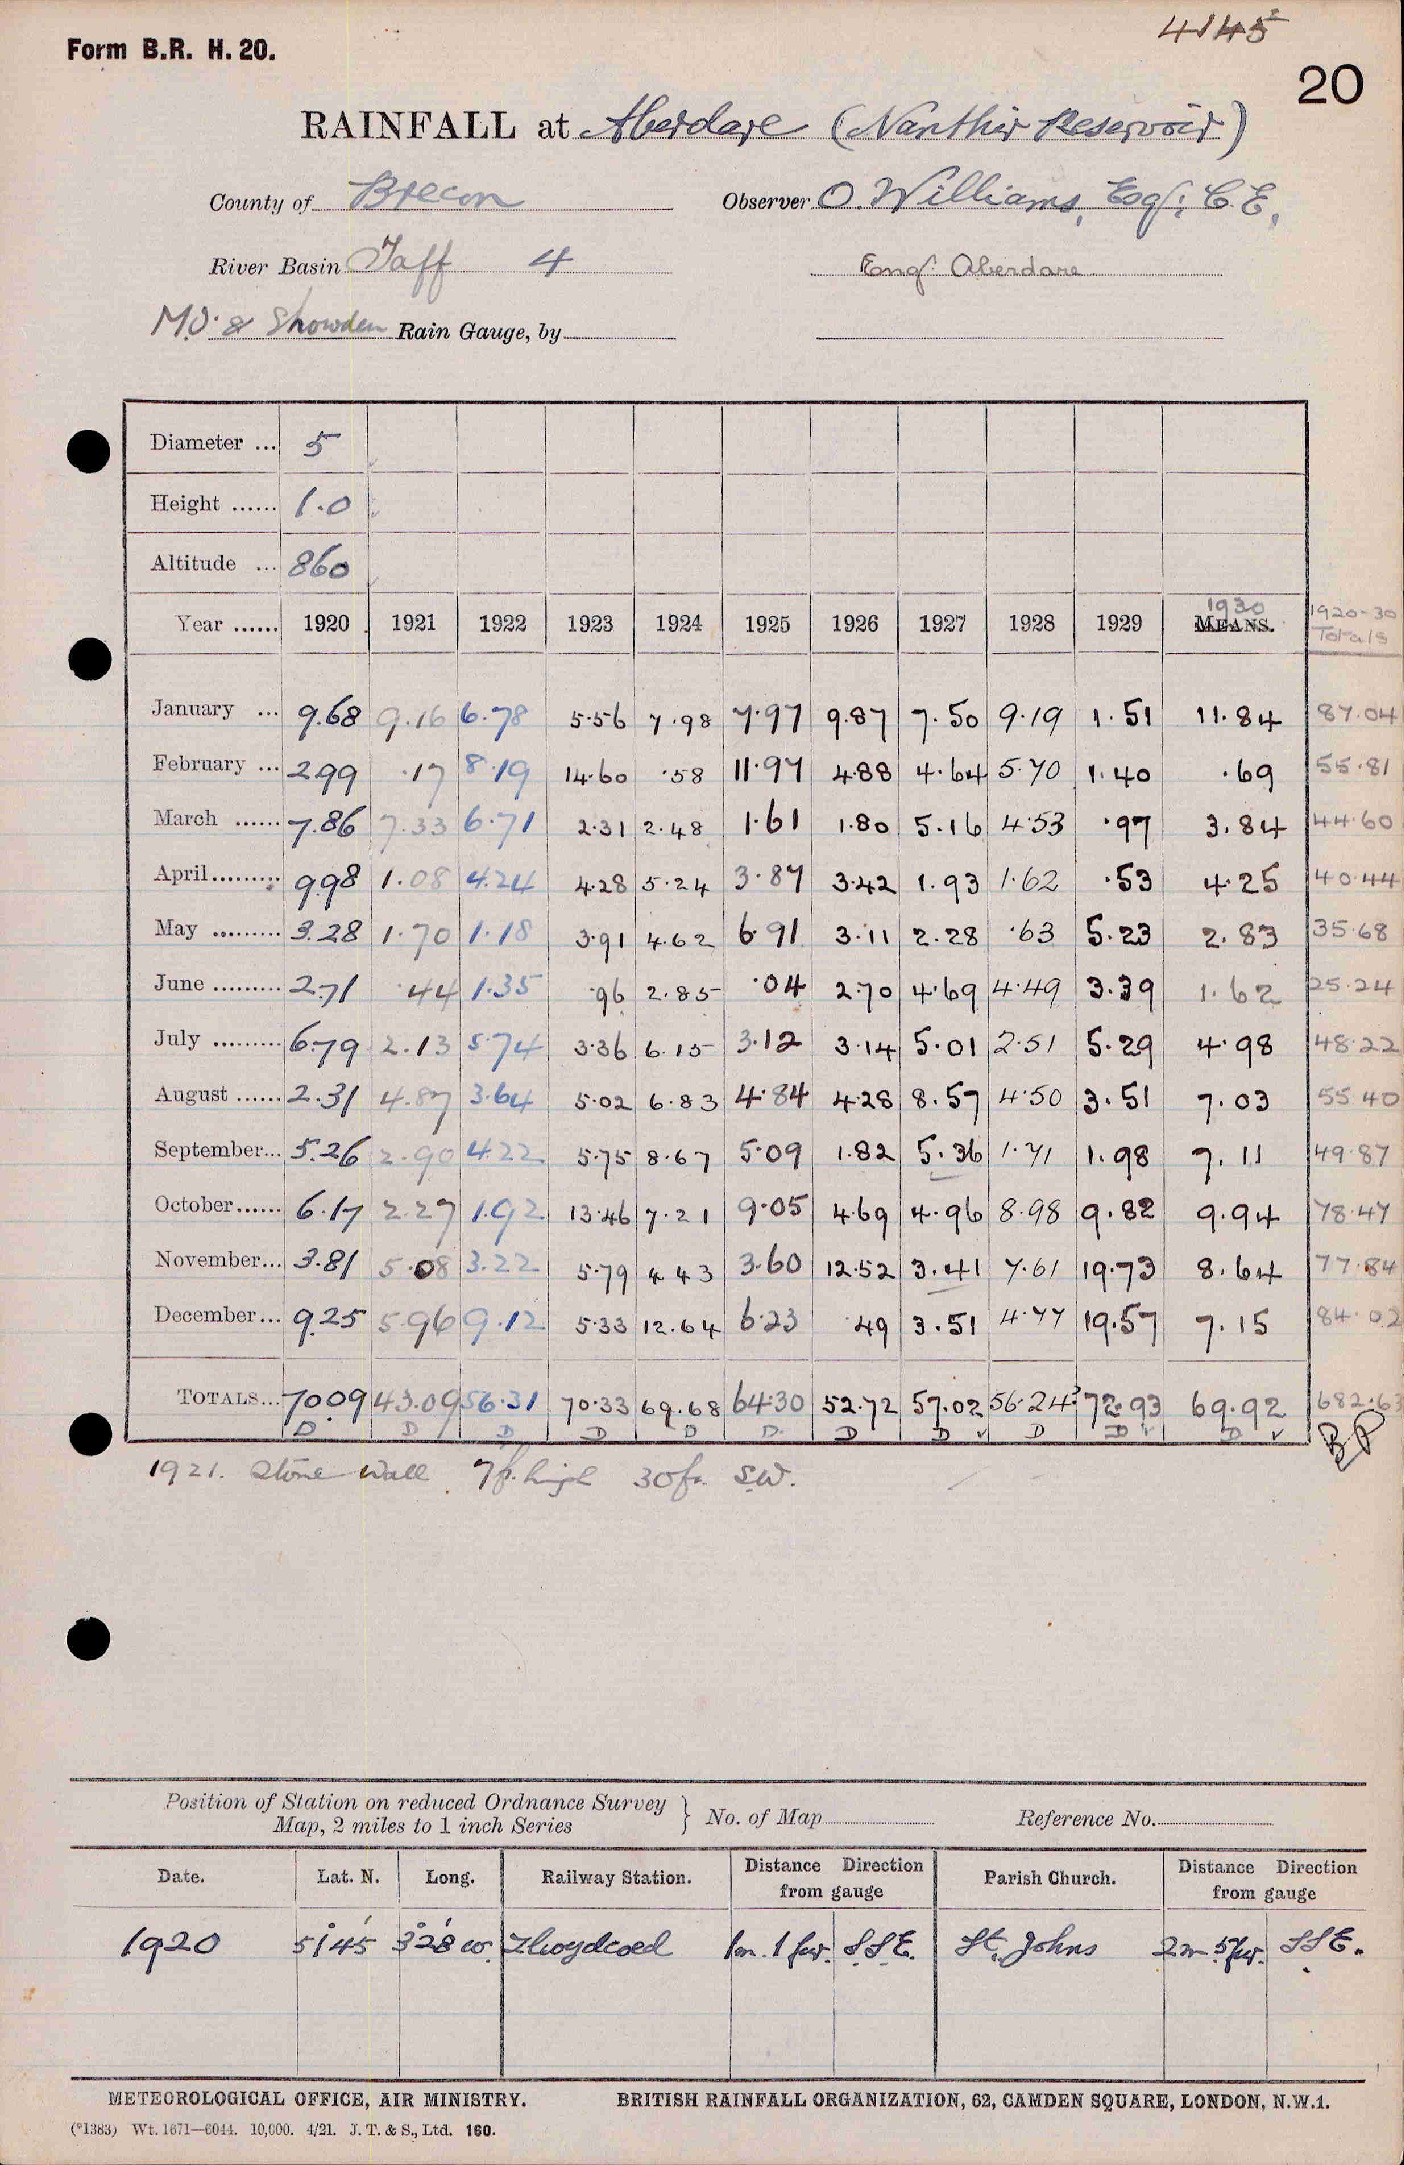 4145²
Form B.R. H. 20.
20
RAINFALL at Aberdare (Nanthir Reservoir)
County of Brecon Observer O. Williams, Esq; C.E,
River Basin Taff 4 Engr. Aberdare
M.O. & Snowden Rain Gauge, by
Diameter ... 5
Height ...... 1.0
Altitude ... 860
Year ...... 1920 1921 1922 1923 1924 1925 1926 1927 1928 1929 1930 MEANS. 1920-30 Totals
January ... 9.68 9.16 6.78 5.56 7.98 7.97 9.87 7.50 9.19 1.51 11.84 87.04
February ... 2.99 .17 8.19 14.60 .58 11.97 4.88 4.64 5.70 1.40 .69 55.81
March ...... 7.86 7.33 6.71 2.31 2.48 1.61 1.80 5.16 4.53 .97 3.84 44.60
April......... 9.98 1.08 4.24 4.28 5.24 3.87 3.42 1.93 1.62 .53 4.25 40.44
May ......... 3.28 1.70 1.18 3.91 4.62 6.91 3.11 2.28 .63 5.23 2.83 35.68
June ......... 2.71 .44 1.35 .96 2.85 .04 2.70 4.69 4.49 3.39 1.62 25.24
July ......... 6.79 2.13 5.74 3.36 6.15 3.12 3.14 5.01 2.51 5.29 4.98 48.22
August ...... 2.31 4.87 3.64 5.02 6.83 4.84 4.28 8.57 4.50 3.51 7.03 55.40
September... 5.26 2.90 4.22 5.75 8.67 5.09 1.82 5.36 1.71 1.98 7.11 49.87
October...... 6.17 2.27 1.92 13.46 7.21 9.05 4.69 4.96 8.98 9.82 9.94 78.47
November... 3.81 5.08 3.22 5.79 4.43 3.60 12.52 3.41 7.61 19.73 8.64 77.84
December... 9.25 5.96 9.12 5.33 12.64 6.23 .49 3.51 4.77 19.57 7.15 84.02
TOTALS... 70.09 43.09 56.31 70.33 69.68 64.30 52.72 57.02 56.24 72.93 69.92 682.63
D D D D D D D D ✓ D D ✓ D ✓ BP
1921. Stone Wall 7ft. high 30ft. S.W.
Position of Station on reduced Ordnance Survey
Map, 2 miles to 1 inch Series } No. of Map Reference No.
Date. Lat. N. Long. Railway Station. Distance Direction from gauge Parish Church. Distance Direction from gauge
1920 51°45' 3°28' W. Llwydcoed 1m. 1 fur. S.S.E. St. Johns 2m 5fur. SSE.
METEOROLOGICAL OFFICE, AIR MINISTRY. BRITISH RAINFALL ORGANIZATION, 62, CAMDEN SQUARE, LONDON, N.W.1.
(*1383) Wt. 1671—6044. 10,000. 4/21. J. T. & S., Ltd. 160.